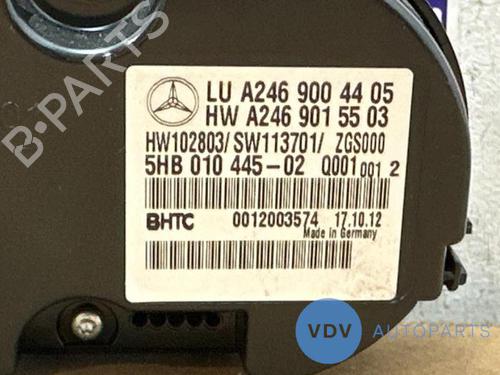 B-PARTS
LU A246 900 44 05
HW A246 901 55 03
HW102803/SW113701/ ZGS000
5HB 010 445-02 Q001 001 2
BHTC 0012003574 17.10.12
Made in Germany
VDV AUTOPARTS